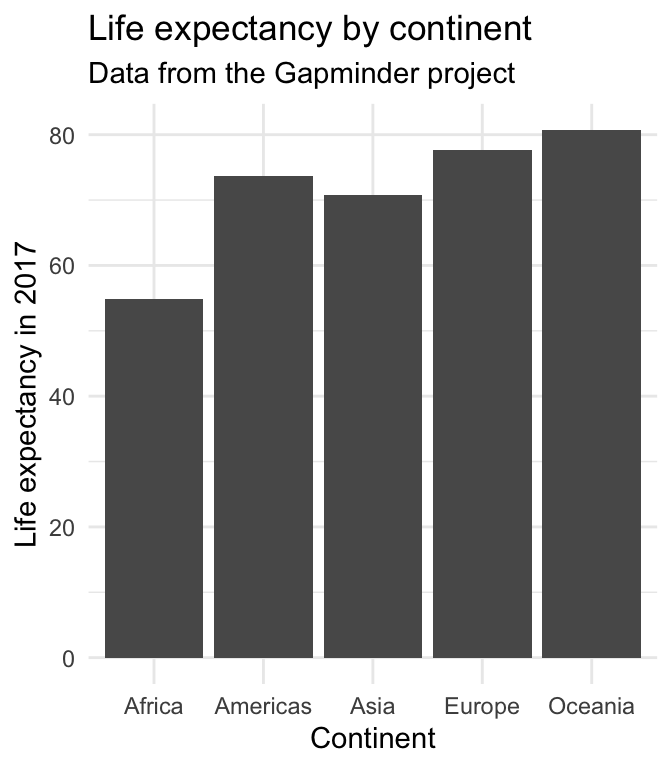 Life expectancy by continent
Data from the Gapminder project
Life expectancy in 2017
80
60
40
20
0
Africa Americas Asia Europe Oceania
Continent